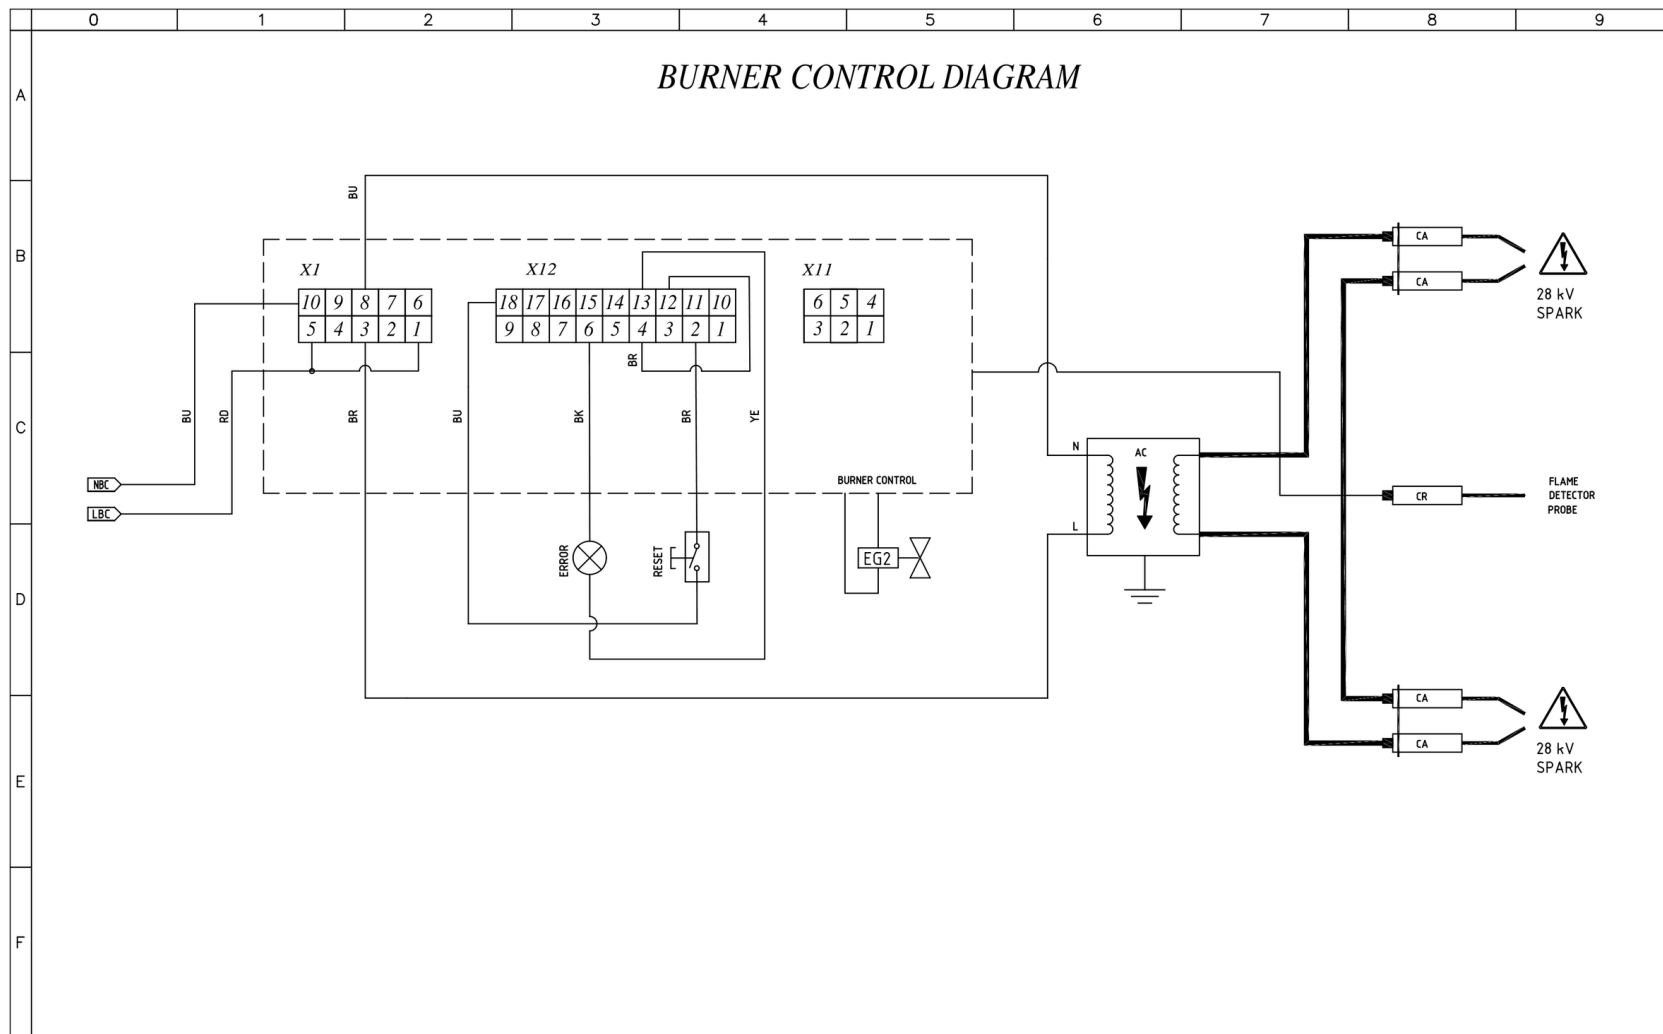 0 1 2 3 4 5 6 7 8 9
BURNER CONTROL DIAGRAM
A
B
C
D
E
F
BU
X1
10 9 8 7 6
5 4 3 2 1
X12
18 17 16 15 14 13 12 11 10
9 8 7 6 5 4 3 2 1
X11
6 5 4
3 2 1
BU
RD
BR
BU
BK
BR
BR
YE
NBC
LBC
BURNER CONTROL
ERROR
RESET
EG2
N
L
AC
CA
CA
28 kV
SPARK
CR
FLAME
DETECTOR
PROBE
CA
CA
28 kV
SPARK